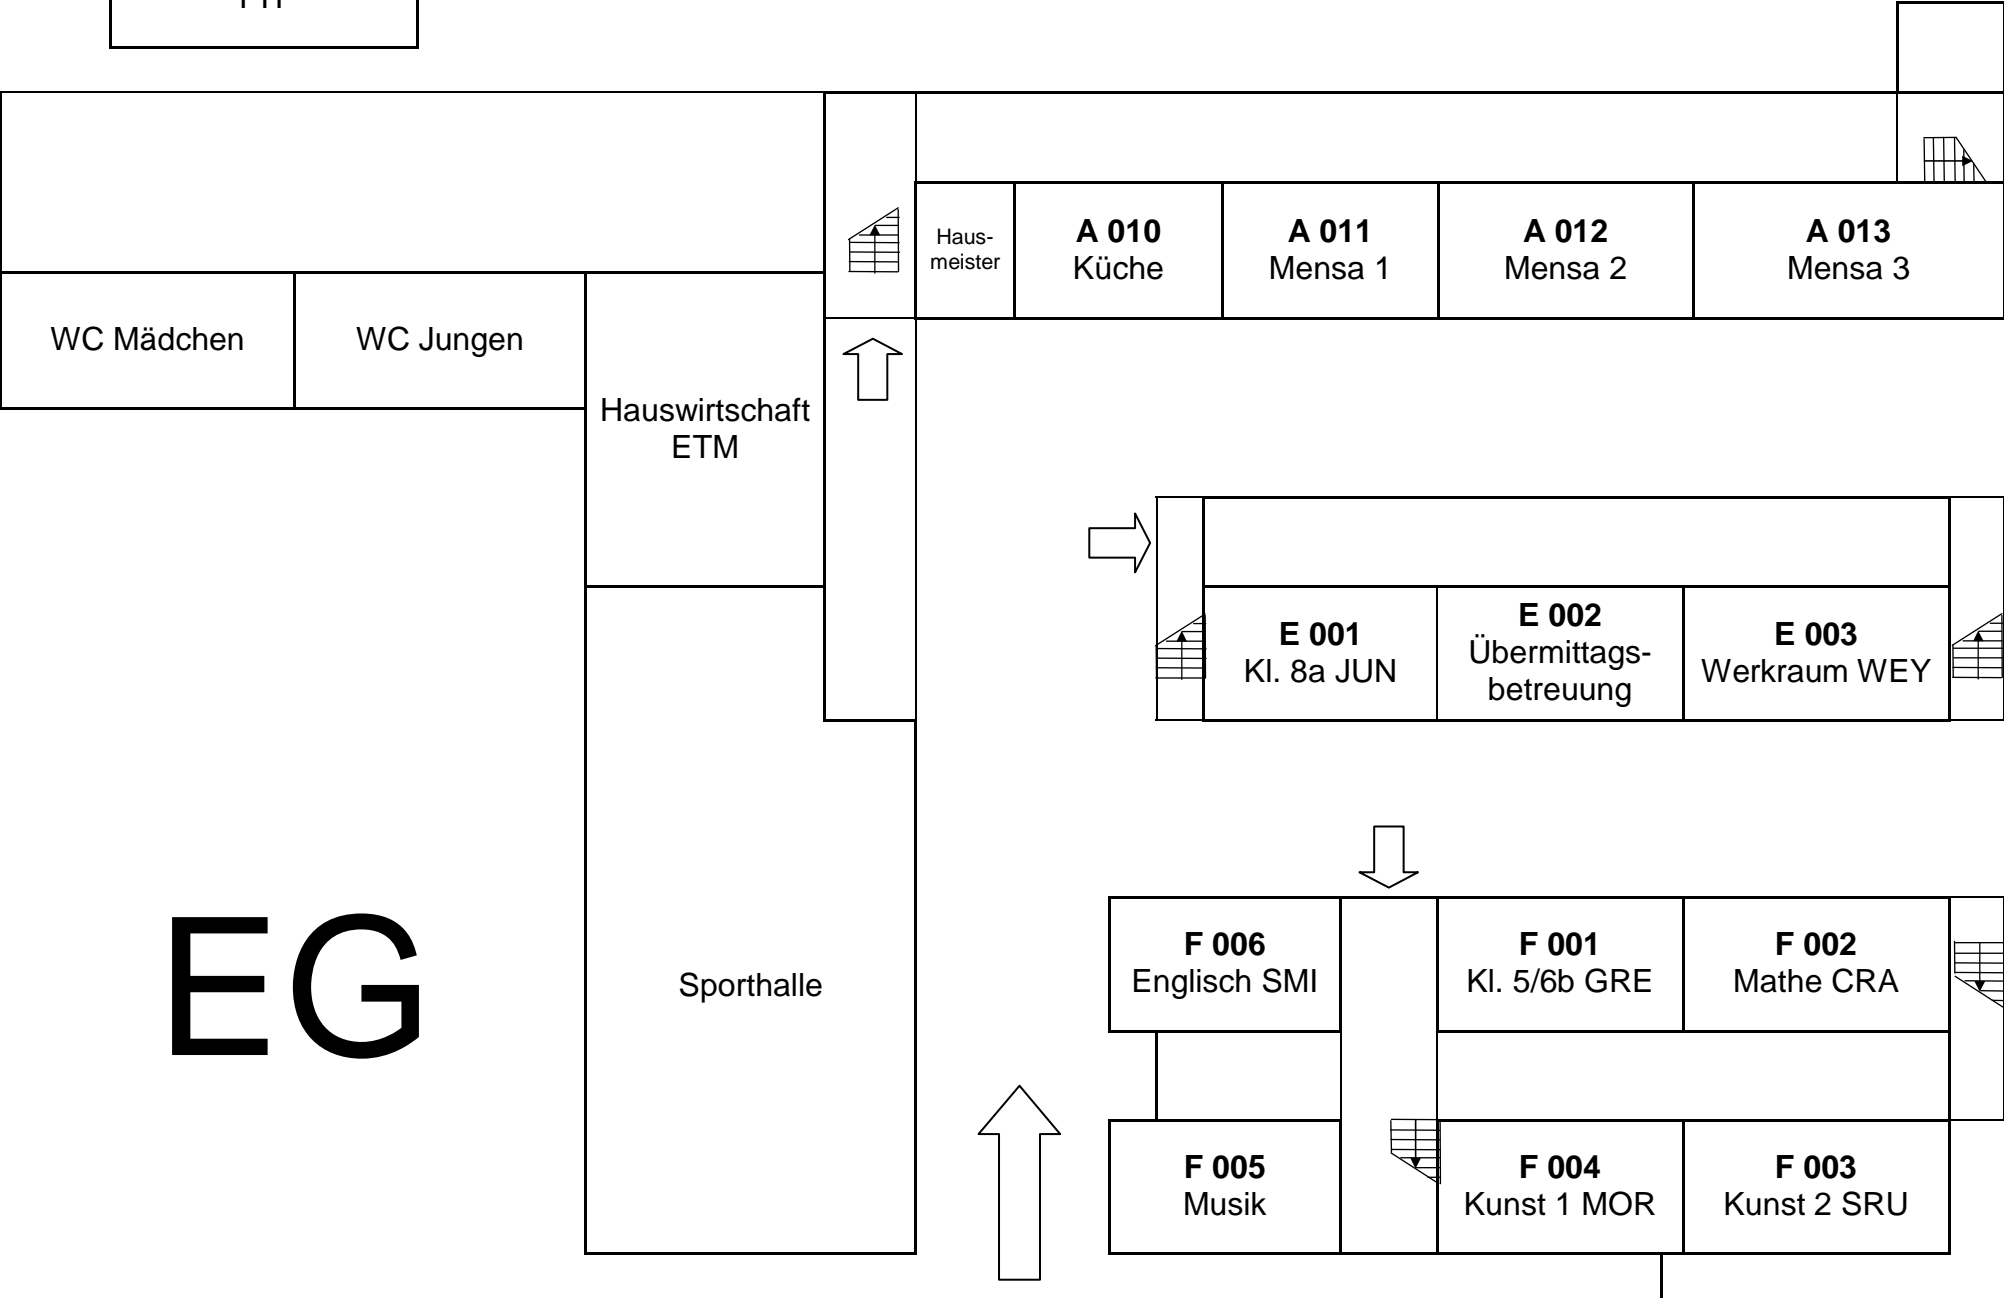 Haus-
meister
A 010
Küche
A 011
Mensa 1
A 012
Mensa 2
A 013
Mensa 3
WC Mädchen
WC Jungen
Hauswirtschaft
ETM
E 001
Kl. 8a JUN
E 002
Übermittags-
betreuung
E 003
Werkraum WEY
EG
Sporthalle
F 006
Englisch SMI
F 001
Kl. 5/6b GRE
F 002
Mathe CRA
F 005
Musik
F 004
Kunst 1 MOR
F 003
Kunst 2 SRU